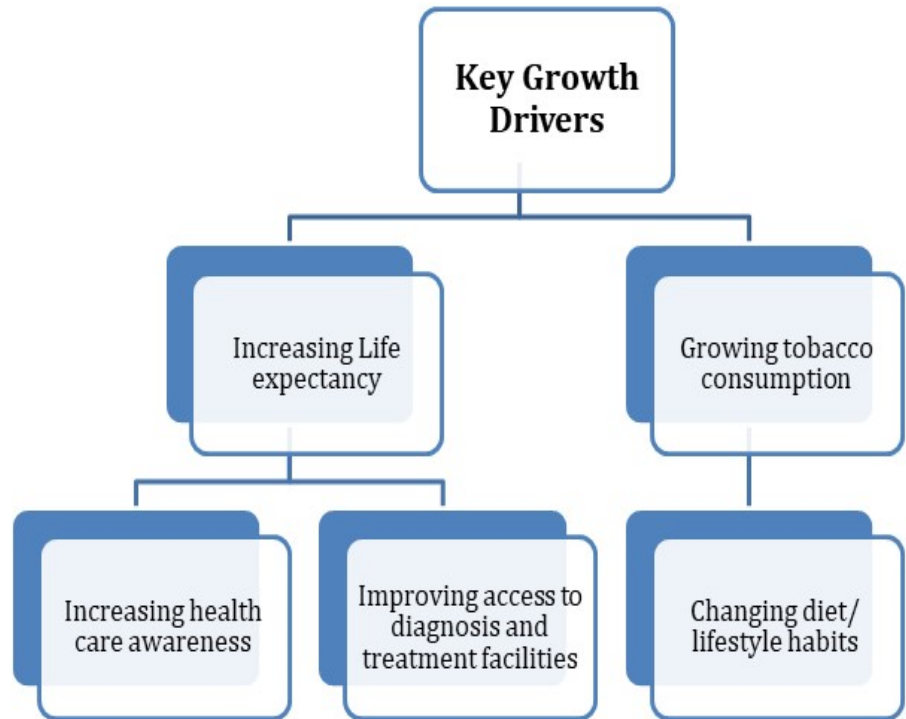 Key Growth
Drivers
Increasing Life
expectancy
Growing tobacco
consumption
Increasing health
care awareness
Improving access to
diagnosis and
treatment facilities
Changing diet/
lifestyle habits